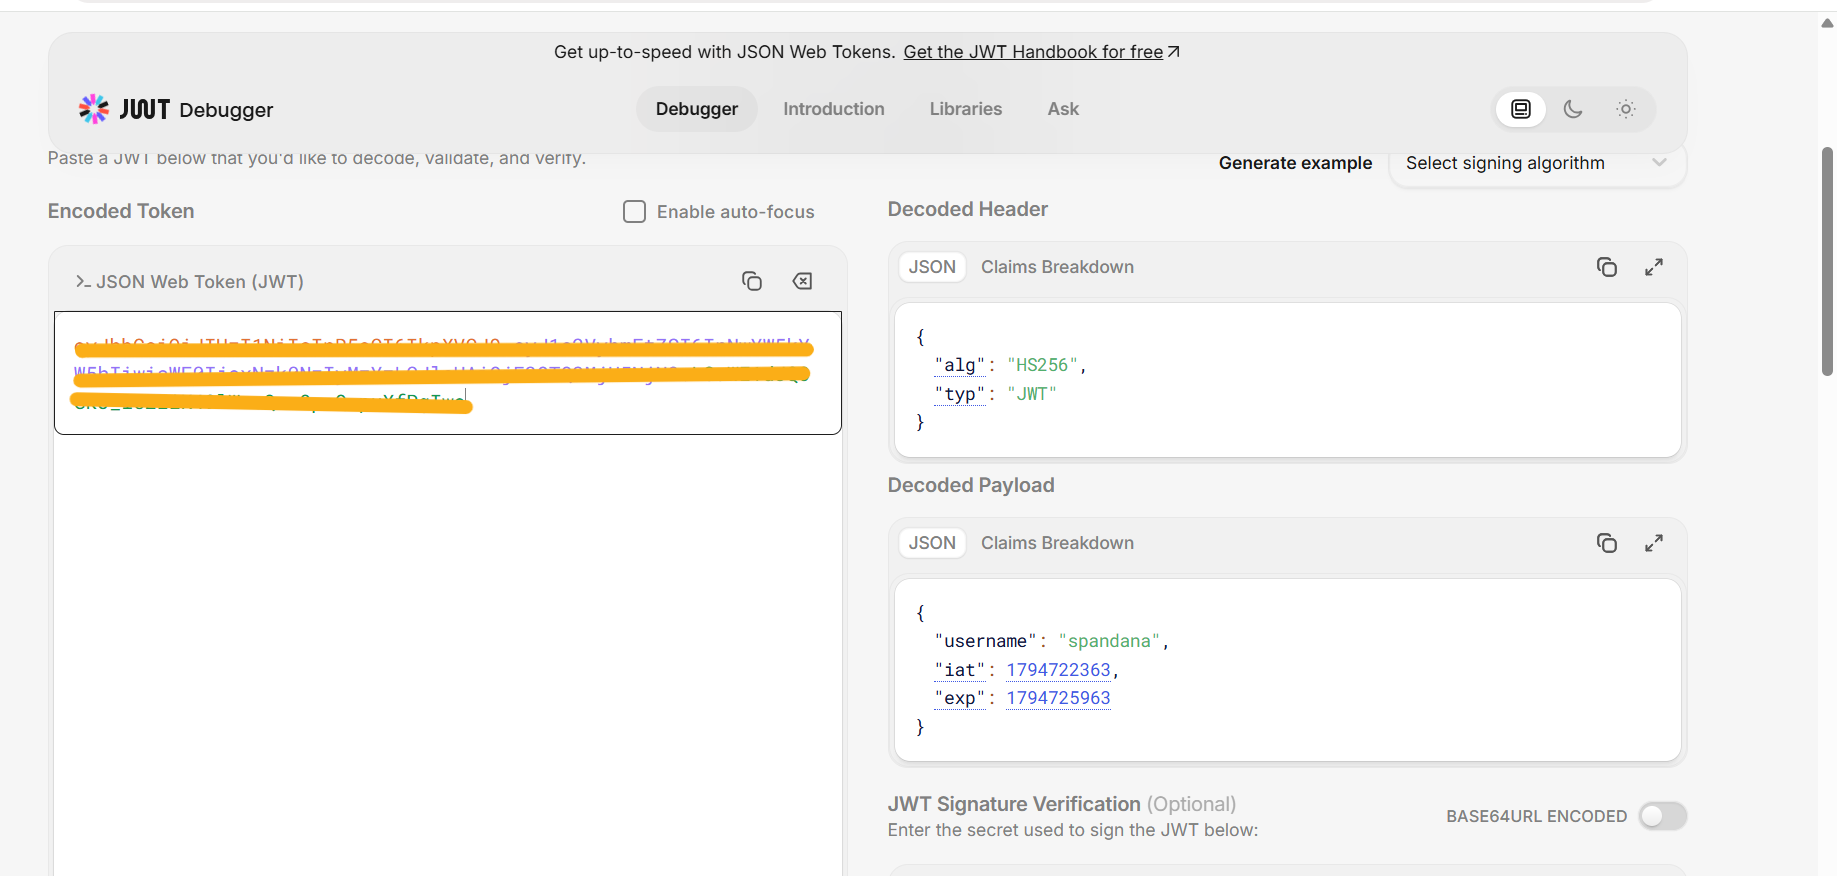 Get up-to-speed with JSON Web Tokens. Get the JWT Handbook for free
JWT Debugger
Debugger
Introduction
Libraries
Ask
Paste a JWT below that you'd like to decode, validate, and verify.
Generate example
Select signing algorithm
Encoded Token
Enable auto-focus
JSON Web Token (JWT)
Decoded Header
JSON
Claims Breakdown
{
"alg": "HS256",
"typ": "JWT"
}
Decoded Payload
JSON
Claims Breakdown
{
"username": "spandana",
"iat": 1794722363,
"exp": 1794725963
}
JWT Signature Verification (Optional)
Enter the secret used to sign the JWT below:
BASE64URL ENCODED